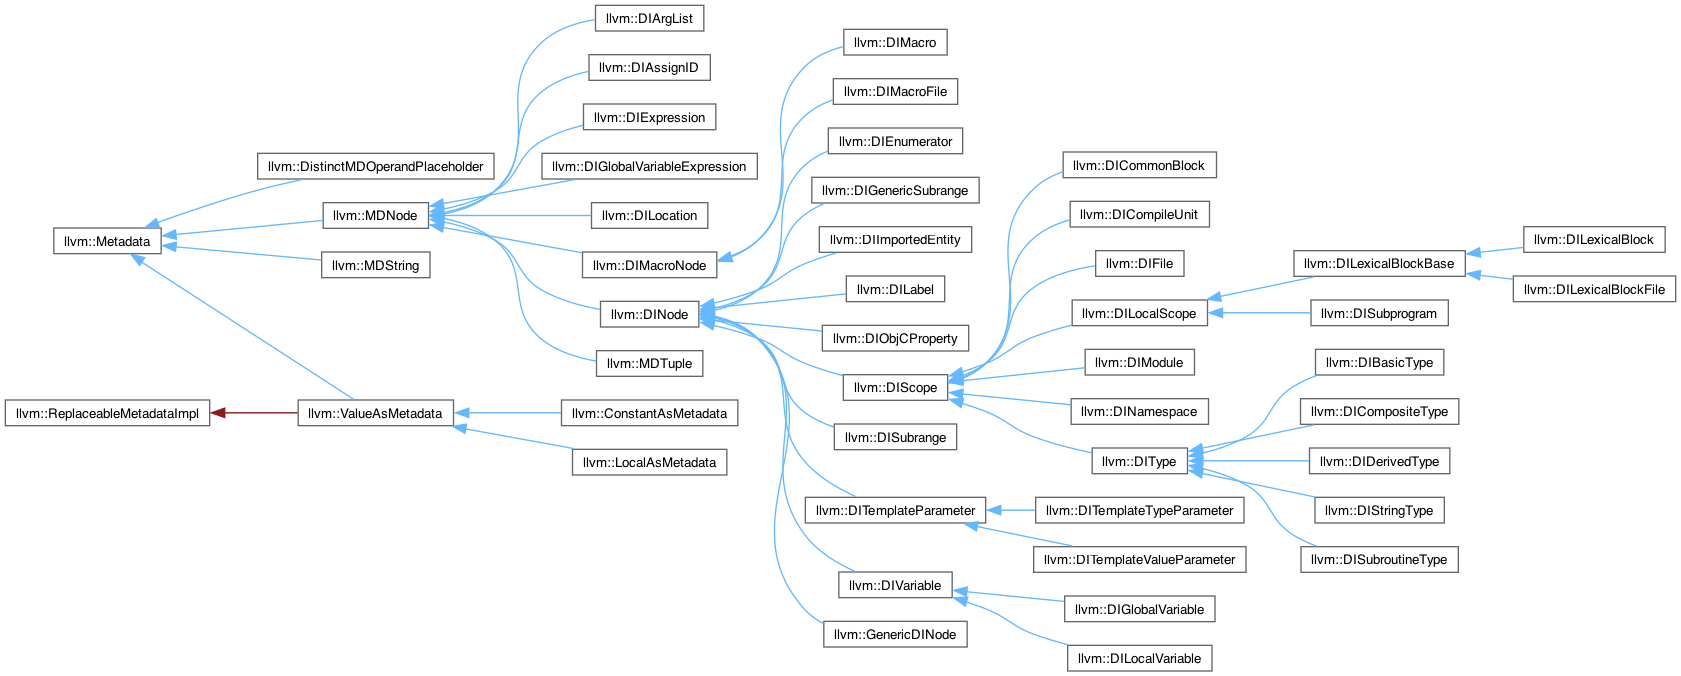 llvm::Metadata
llvm::ReplaceableMetadataImpl
llvm::DistinctMDOperandPlaceholder
llvm::MDNode
llvm::MDString
llvm::ValueAsMetadata
llvm::DIArgList
llvm::DIAssignID
llvm::DIExpression
llvm::DIGlobalVariableExpression
llvm::DILocation
llvm::DIMacroNode
llvm::DINode
llvm::MDTuple
llvm::ConstantAsMetadata
llvm::LocalAsMetadata
llvm::DIMacro
llvm::DIMacroFile
llvm::DIEnumerator
llvm::DIGenericSubrange
llvm::DIImportedEntity
llvm::DILabel
llvm::DIObjCProperty
llvm::DIScope
llvm::DISubrange
llvm::DITemplateParameter
llvm::DIVariable
llvm::GenericDINode
llvm::DICommonBlock
llvm::DICompileUnit
llvm::DIFile
llvm::DILocalScope
llvm::DIModule
llvm::DINamespace
llvm::DIType
llvm::DITemplateTypeParameter
llvm::DITemplateValueParameter
llvm::DIGlobalVariable
llvm::DILocalVariable
llvm::DILexicalBlockBase
llvm::DISubprogram
llvm::DIBasicType
llvm::DICompositeType
llvm::DIDerivedType
llvm::DIStringType
llvm::DISubroutineType
llvm::DILexicalBlock
llvm::DILexicalBlockFile